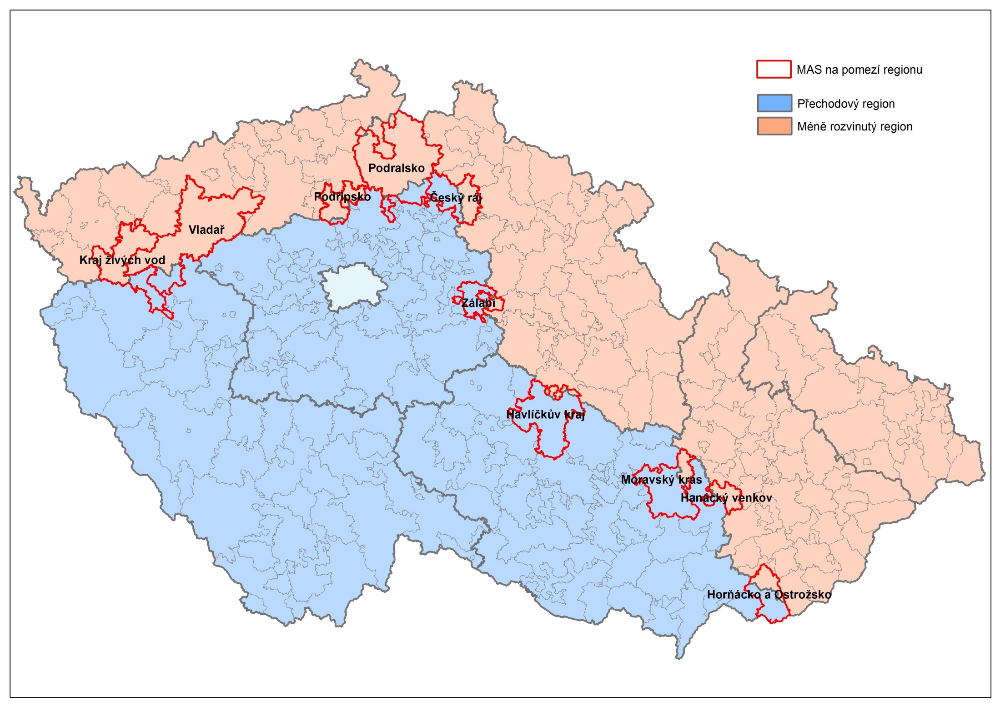 MAS na pomezí regionu
Přechodový region
Méně rozvinutý region
Podralsko
Podřipsko
Český ráj
Vladař
Kraj živých vod
Zálabí
Havlíčkův kraj
Moravský kras
Hanácký venkov
Horňácko a Ostrožsko